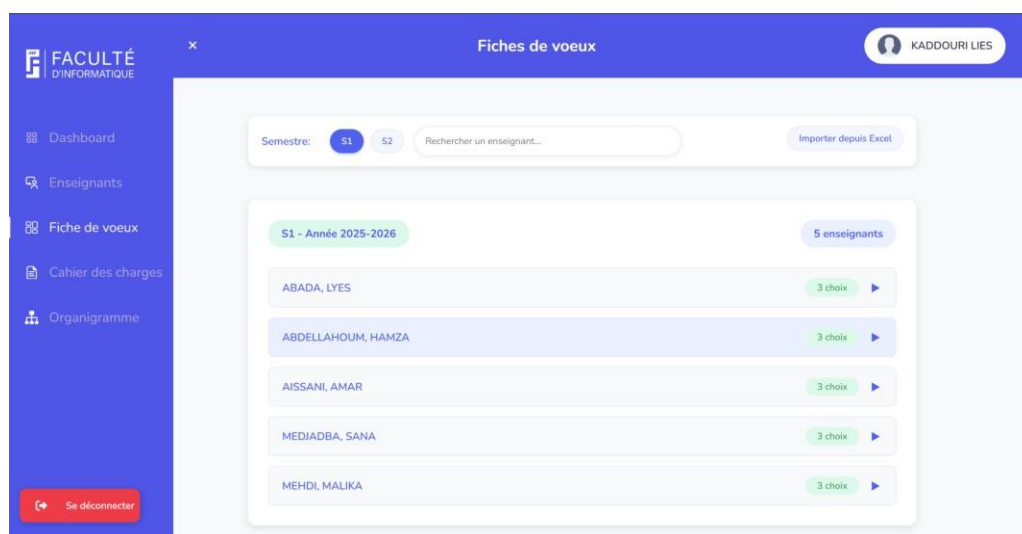 FACULTÉ
D'INFORMATIQUE
×
Fiches de voeux
KADDOURI LIES
Dashboard
Enseignants
Fiche de voeux
Cahier des charges
Organigramme
Se déconnecter
Semestre: S1 S2 Rechercher un enseignant... Importer depuis Excel
S1 - Année 2025-2026 5 enseignants
ABADA, LYES 3 choix
ABDELLAHOUM, HAMZA 3 choix
AISSANI, AMAR 3 choix
MEDJADBA, SANA 3 choix
MEHDI, MALIKA 3 choix